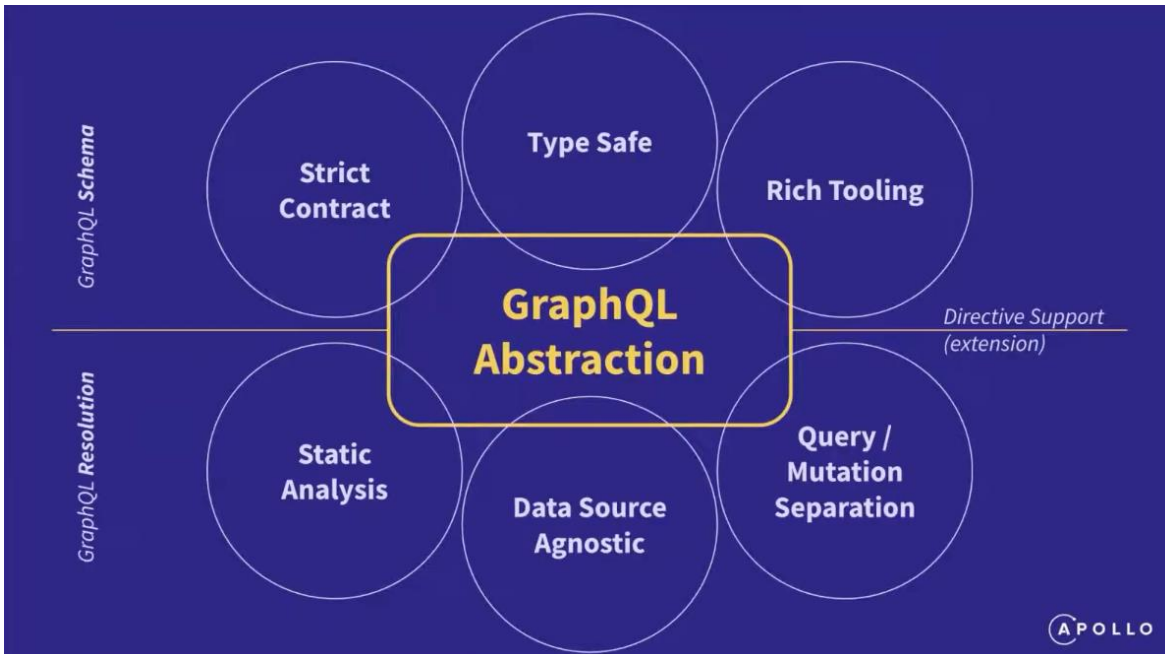 GraphQL Schema
Strict
Contract
Type Safe
Rich Tooling
GraphQL
Abstraction
Directive Support
(extension)
GraphQL Resolution
Static
Analysis
Data Source
Agnostic
Query /
Mutation
Separation
APOLLO